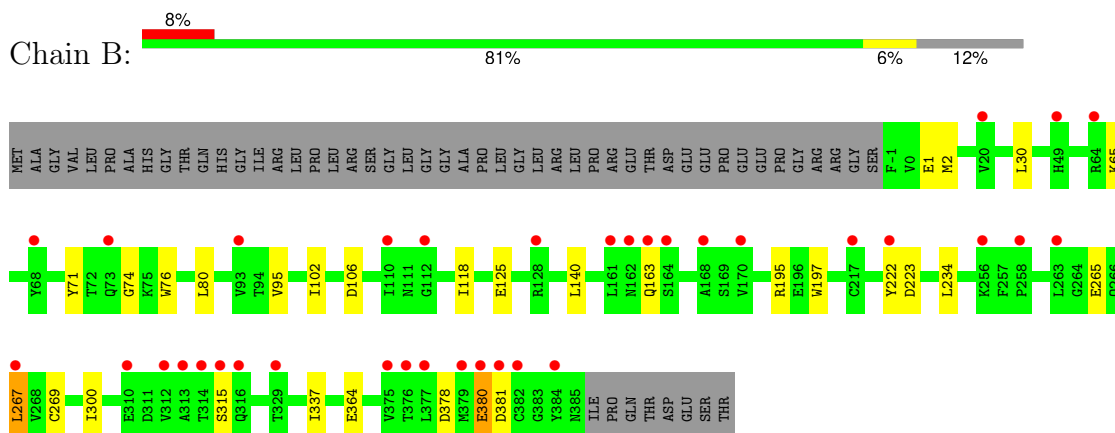 8%
Chain B:
81% 6% 12%
MET ALA GLY VAL LEU PRO ALA HIS GLY THR GLN HIS GLY ILE ARG LEU PRO LEU ARG SER GLY LEU GLY GLY ALA PRO LEU GLY LEU ARG LEU PRO ARG GLU THR ASP GLU GLU PRO GLU GLU PRO GLY ARG ARG GLY SER F-1 V0 E1 M2 V20 L30 H49 R64 K65
Y68 Y71 T72 Q73 G74 K75 W76 L80 V93 T94 V95 I102 D106 I110 N111 G112 I118 E125 R128 L140 L161 N162 Q163 S164 A168 S169 V170 R195 E196 W197 C217 Y222 D223 L234 K256 F257 P258 L263 G264 E265 Q266
L267 V268 C269 I300 E310 D311 V312 A313 T314 S315 Q316 T329 I337 E364 V375 T376 L377 D378 M379 E380 D381 C382 G383 Y384 N385 ILE PRO GLN THR ASP GLU SER THR